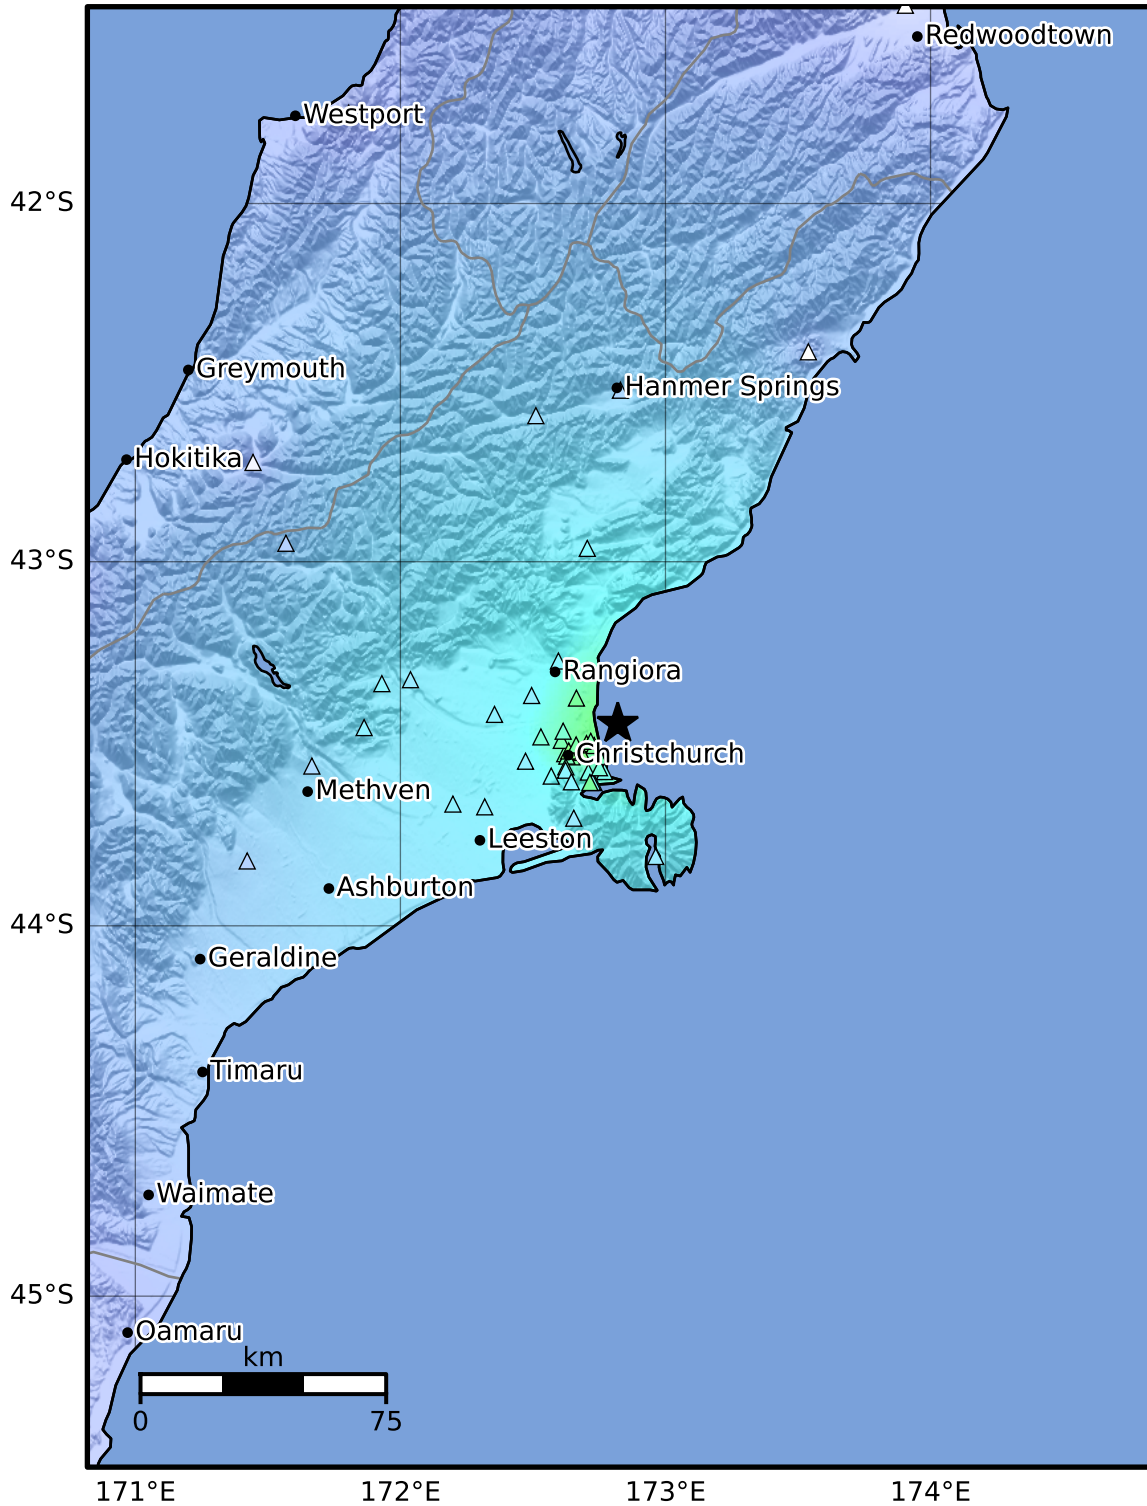 Redwoodtown
Westport
42°S
Greymouth
Hanmer Springs
Hokitika
43°S
Rangiora
Christchurch
Methven
Leeston
Ashburton
44°S
Geraldine
Timaru
Waimate
45°S
Oamaru
km
0 75
171°E 172°E 173°E 174°E